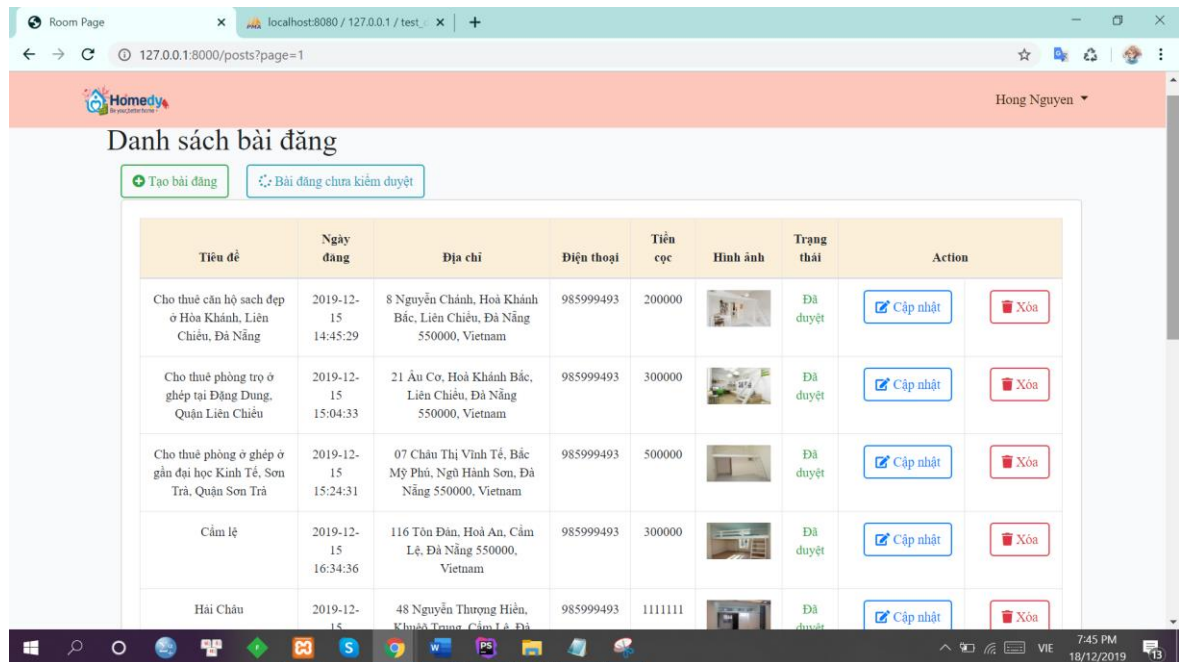 Room Page
localhost:8080 / 127.0.0.1 / test_
127.0.0.1:8000/posts?page=1
Homedy
Hong Nguyen
Danh sách bài đăng
Tạo bài đăng
Bài đăng chưa kiểm duyệt
Tiêu đề
Ngày
đăng
Địa chỉ
Điện thoại
Tiền
cọc
Hình ảnh
Trạng
thái
Action
Cho thuê căn hộ sach đẹp
ở Hòa Khánh, Liên
Chiểu, Đà Nẵng
2019-12-
15
14:45:29
8 Nguyễn Chánh, Hoà Khánh
Bắc, Liên Chiểu, Đà Nẵng
550000, Vietnam
985999493
200000
Đã
duyệt
Cập nhật
Xóa
Cho thuê phòng trọ ở
ghép tại Đặng Dung,
Quận Liên Chiểu
2019-12-
15
15:04:33
21 Âu Cơ, Hoà Khánh Bắc,
Liên Chiểu, Đà Nẵng
550000, Vietnam
985999493
300000
Đã
duyệt
Cập nhật
Xóa
Cho thuê phòng ở ghép ở
gần đại học Kinh Tế, Sơn
Trà, Quận Sơn Trà
2019-12-
15
15:24:31
07 Châu Thị Vĩnh Tế, Bắc
Mỹ Phú, Ngũ Hành Sơn, Đà
Nẵng 550000, Vietnam
985999493
500000
Đã
duyệt
Cập nhật
Xóa
Cẩm lệ
2019-12-
15
16:34:36
116 Tôn Đản, Hoà An, Cẩm
Lệ, Đà Nẵng 550000,
Vietnam
985999493
300000
Đã
duyệt
Cập nhật
Xóa
Hải Châu
2019-12-
15
48 Nguyễn Thượng Hiền,
Khuê Trung, Cẩm Lệ, Đà
985999493
1111111
Đã
duyệt
Cập nhật
Xóa
VIE
7:45 PM
18/12/2019
13